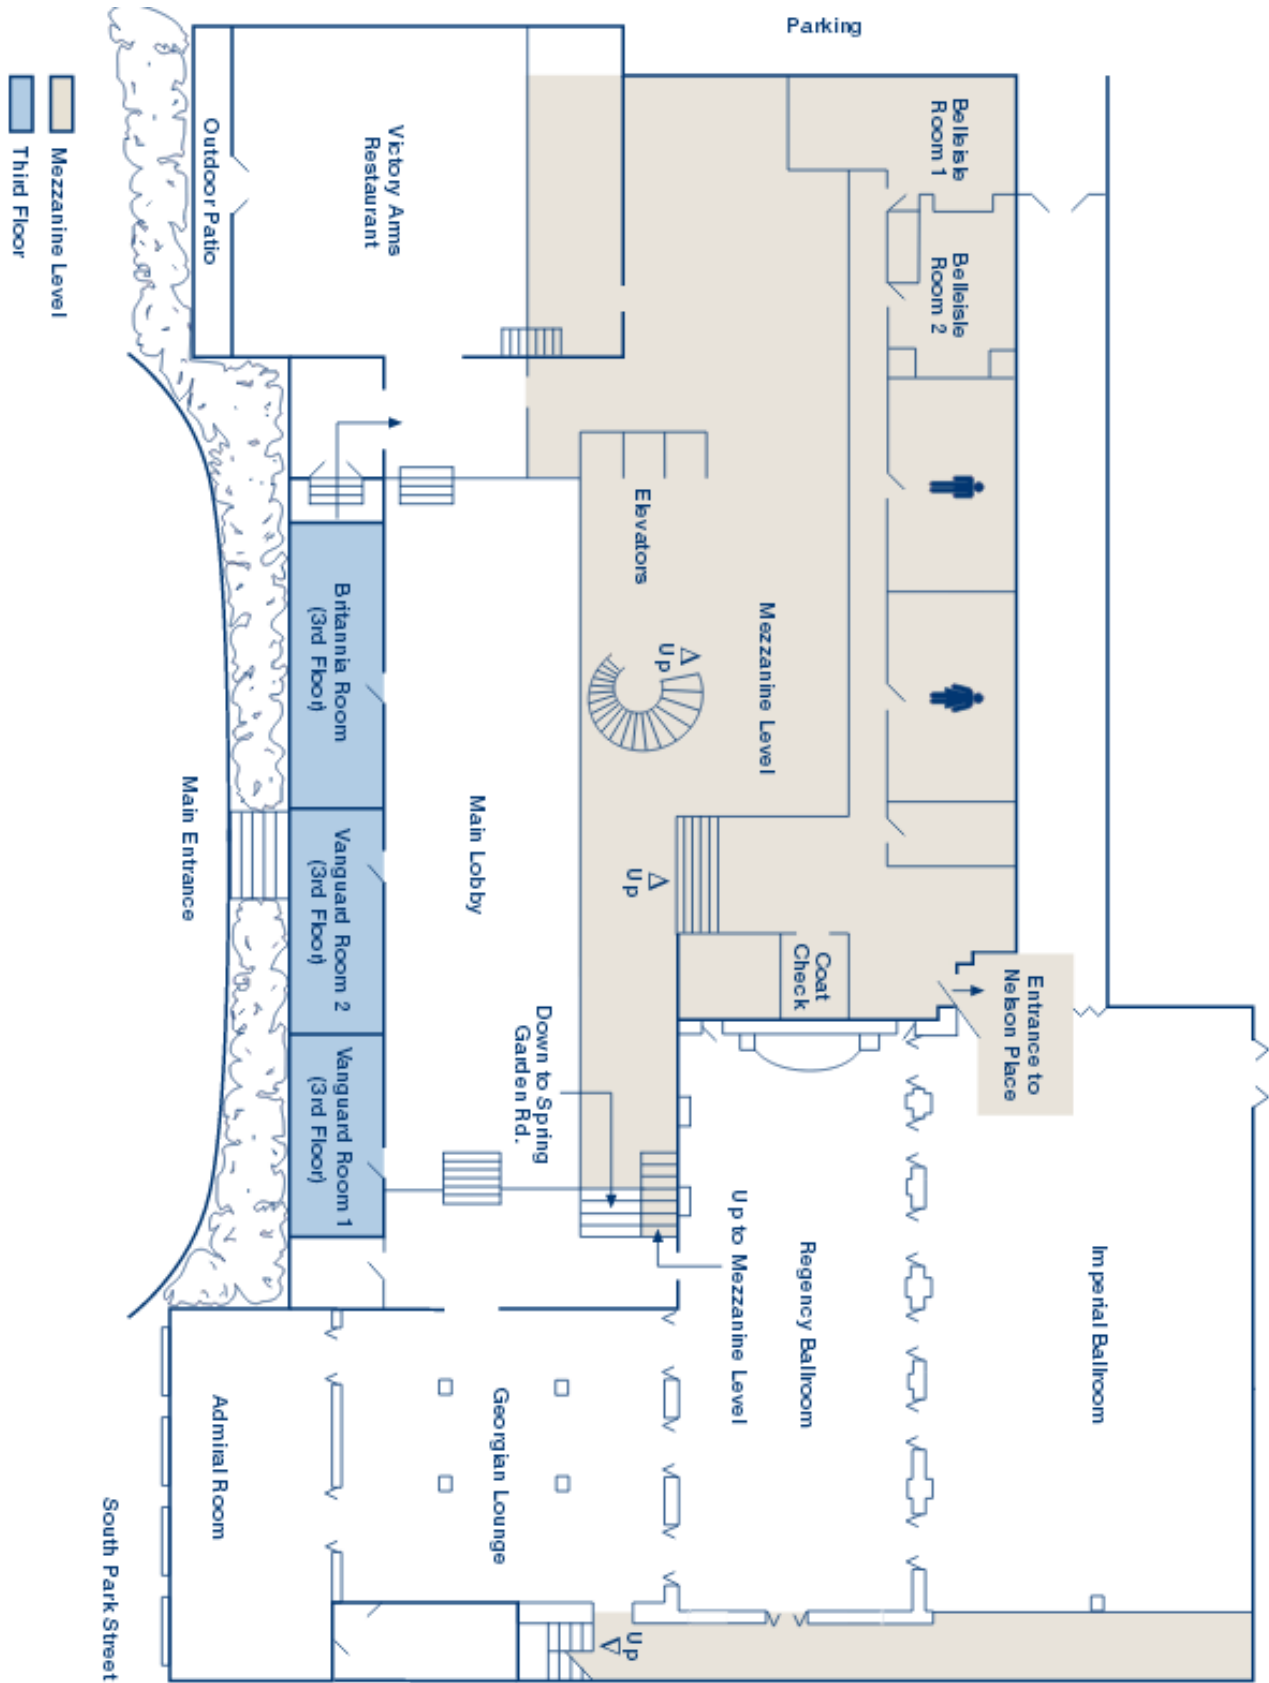 Parking
Belleisle
Room 1
Belleisle
Room 2
Victory Arms
Restaurant
Outdoor Patio
Mezzanine Level
Third Floor
Elevators
Up
Mezzanine Level
Britannia Room
(3rd Floor)
Main Lobby
Main Entrance
Vanguard Room 2
(3rd Floor)
Up
Coat
Check
Entrance to
Nelson Place
Down to Spring
Garden Rd.
Vanguard Room 1
(3rd Floor)
Up to Mezzanine Level
Regency Ballroom
Imperial Ballroom
Georgian Lounge
Admiral Room
South Park Street
Up